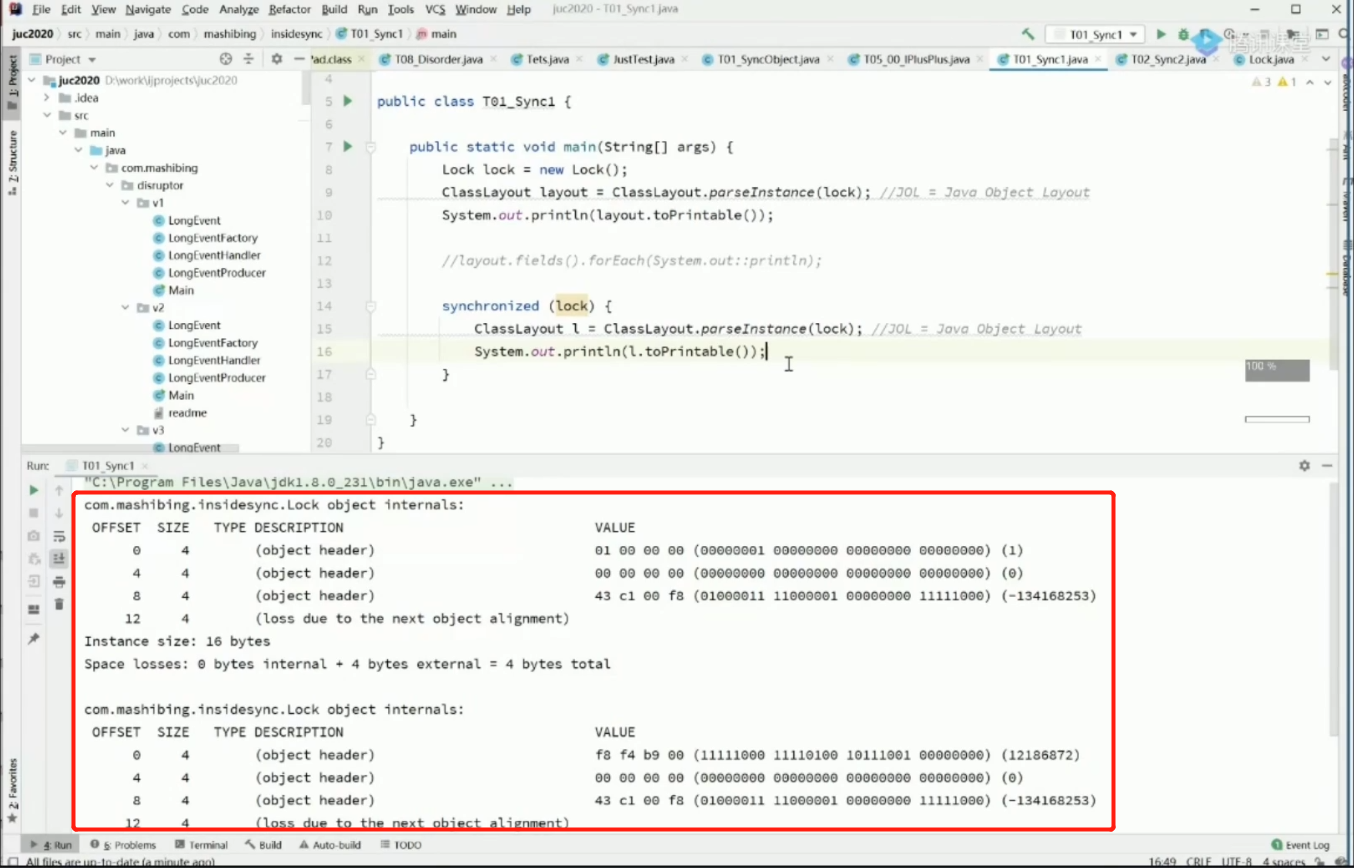 File Edit View Navigate Code Analyze Refactor Build Run Tools VCS Window Help juc2020 - T01_Sync1.java
juc2020 src main java com mashibing insidesync T01_Sync1 main
T01_Sync1
腾讯课堂
Project
ad.class T08_Disorder.java Tets.java JustTest.java T01_SyncObject.java T05_00_IPlusPlus.java T01_Sync1.java T02_Sync2.java Lock.java
1: Project
2: Structure
2: Favorites
juc2020 D:\work\ijprojects\juc2020
.idea
src
main
java
com.mashibing
disruptor
v1
LongEvent
LongEventFactory
LongEventHandler
LongEventProducer
Main
v2
LongEvent
LongEventFactory
LongEventHandler
LongEventProducer
Main
readme
v3
LongEvent
3 1
Database
4
5 public class T01_Sync1 {
6
7 public static void main(String[] args) {
8 Lock lock = new Lock();
9 ClassLayout layout = ClassLayout.parseInstance(lock); //JOL = Java Object Layout
10 System.out.println(layout.toPrintable());
11
12 //layout.fields().forEach(System.out::println);
13
14 synchronized (lock) {
15 ClassLayout l = ClassLayout.parseInstance(lock); //JOL = Java Object Layout
16 System.out.println(l.toPrintable());
17 }
18
19 }
20 }
100 %
Run: T01_Sync1
"C:\Program Files\Java\jdk1.8.0_231\bin\java.exe" ...
com.mashibing.insidesync.Lock object internals:
OFFSET SIZE TYPE DESCRIPTION VALUE
0 4 (object header) 01 00 00 00 (00000001 00000000 00000000 00000000) (1)
4 4 (object header) 00 00 00 00 (00000000 00000000 00000000 00000000) (0)
8 4 (object header) 43 c1 00 f8 (01000011 11000001 00000000 11111000) (-134168253)
12 4 (loss due to the next object alignment)
Instance size: 16 bytes
Space losses: 0 bytes internal + 4 bytes external = 4 bytes total
com.mashibing.insidesync.Lock object internals:
OFFSET SIZE TYPE DESCRIPTION VALUE
0 4 (object header) f8 f4 b9 00 (11111000 11110100 10111001 00000000) (12186872)
4 4 (object header) 00 00 00 00 (00000000 00000000 00000000 00000000) (0)
8 4 (object header) 43 c1 00 f8 (01000011 11000001 00000000 11111000) (-134168253)
12 4 (loss due to the next object alignment)
4: Run 6: Problems Terminal Build Auto-build TODO Event Log
All files are up-to-date (a minute ago) 16:49 CRLF UTF-8 4 spaces